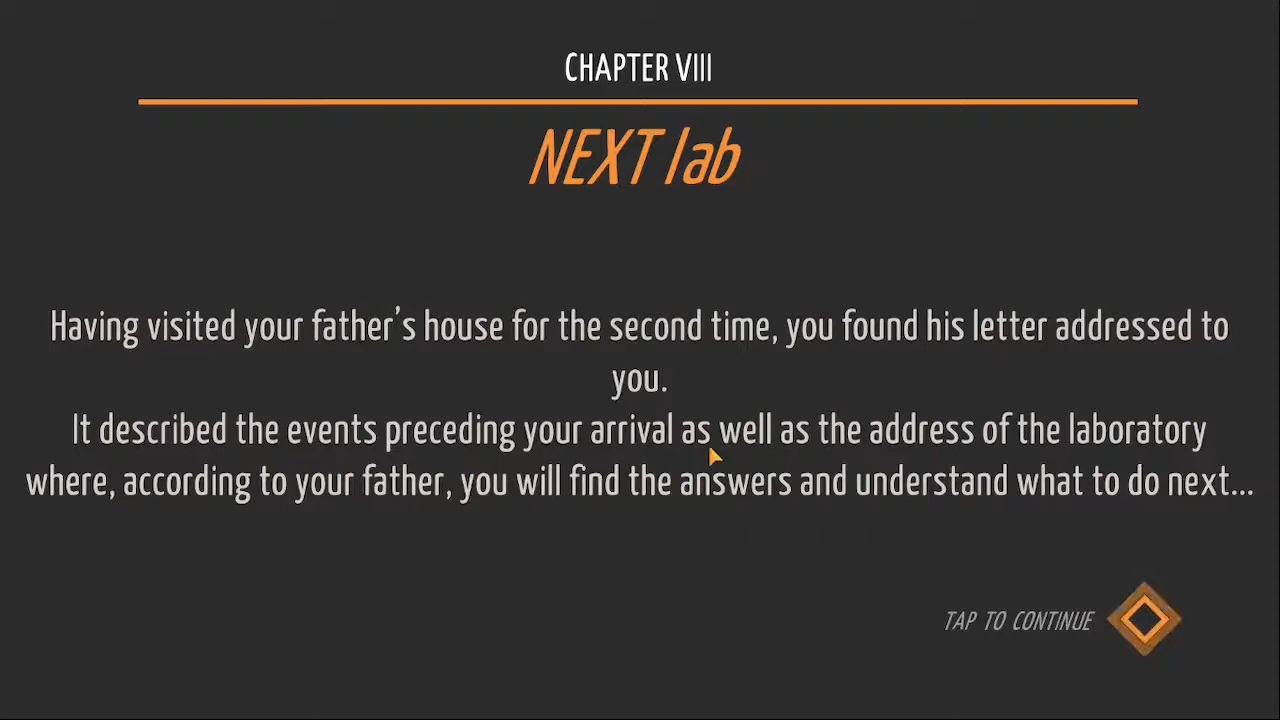 CHAPTER VIII
NEXT lab
Having visited your father's house for the second time, you found his letter addressed to
you.
It described the events preceding your arrival as well as the address of the laboratory
where, according to your father, you will find the answers and understand what to do next...
TAP TO CONTINUE